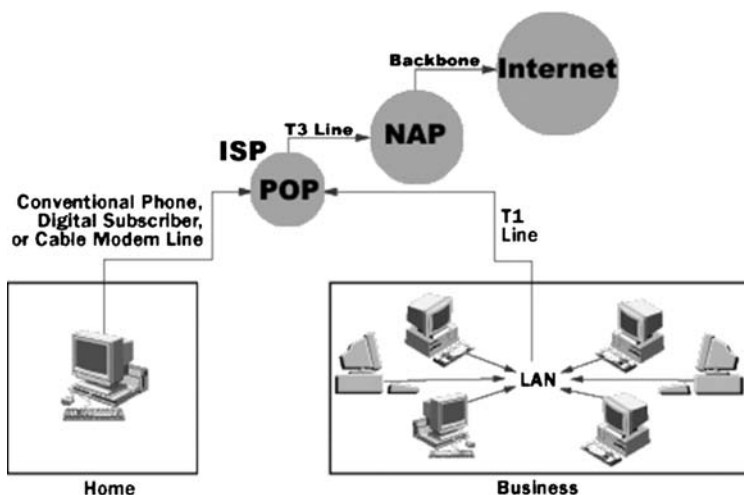 Internet
Backbone
NAP
T3 Line
ISP
POP
Conventional Phone,
Digital Subscriber,
or Cable Modem Line
T1
Line
LAN
Home
Business